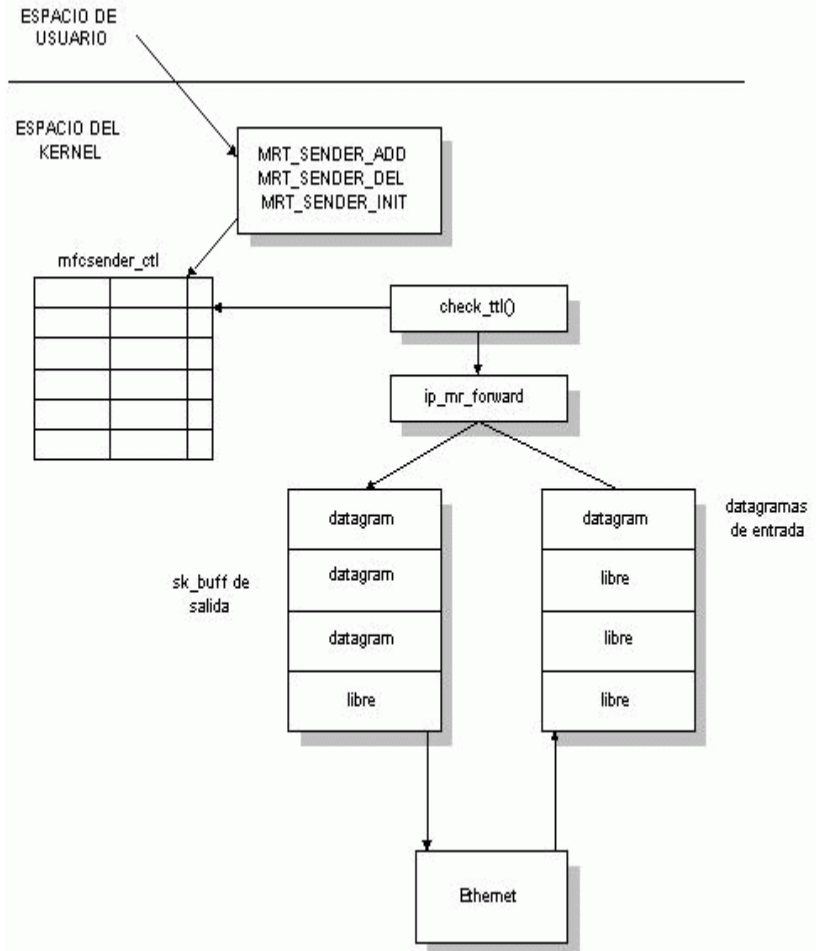 ESPACIO DE
USUARIO
ESPACIO DEL
KERNEL
MRT_SENDER_ADD
MRT_SENDER_DEL
MRT_SENDER_INIT
mfcsender_ctl
check_ttl()
ip_mr_forward
datagram
datagram
datagram
libre
sk_buff de
salida
datagram
libre
libre
libre
datagramas
de entrada
Ethernet